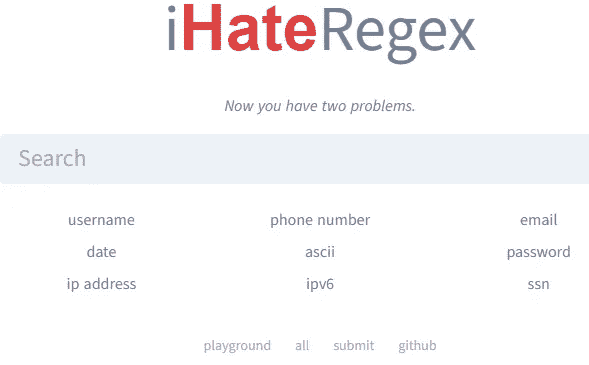 iHateRegex
Now you have two problems.
Search
username phone number email
date ascii password
ip address ipv6 ssn
playground all submit github